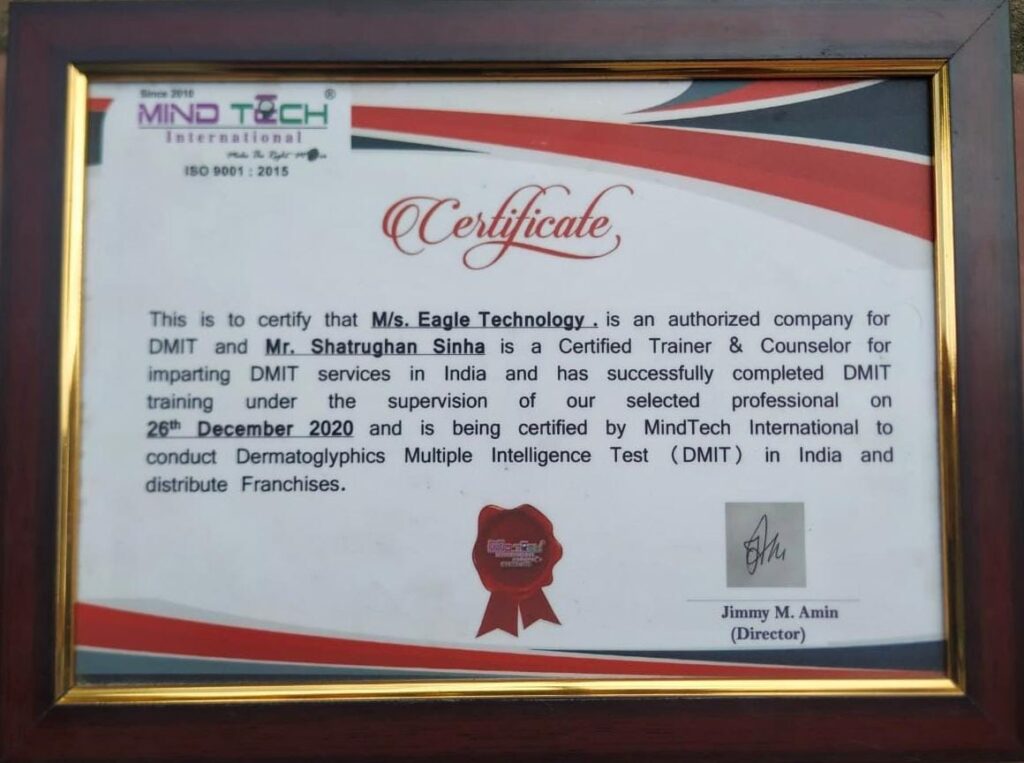 Since 2010
®
MIND TECH
International
Make The Right
ISO 9001 : 2015
Certificate
This is to certify that M/s. Eagle Technology . is an authorized company for
DMIT and Mr. Shatrughan Sinha is a Certified Trainer & Counselor for
imparting DMIT services in India and has successfully completed DMIT
training under the supervision of our selected professional on
26th December 2020 and is being certified by MindTech International to
conduct Dermatoglyphics Multiple Intelligence Test (DMIT) in India and
distribute Franchises.
Jimmy M. Amin
(Director)